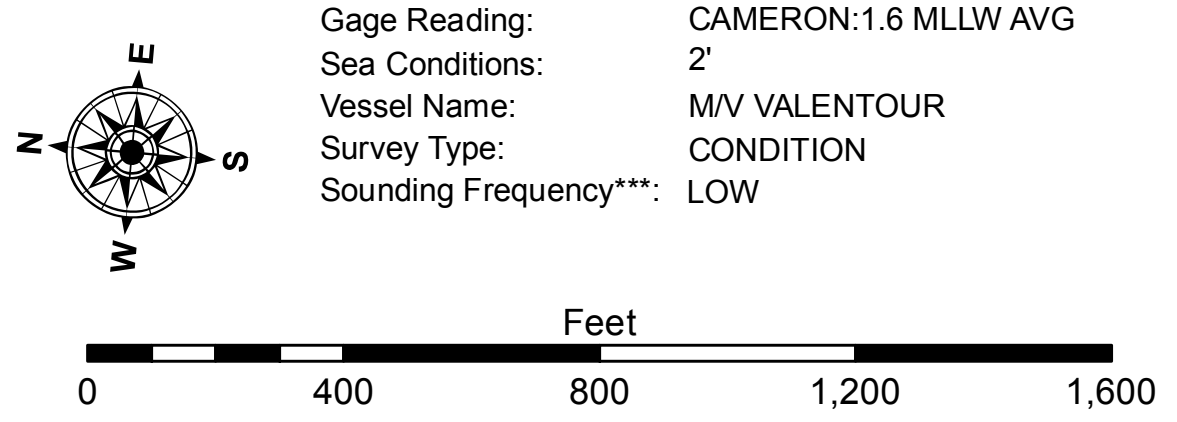 E
N
S
W
Gage Reading: CAMERON:1.6 MLLW AVG
Sea Conditions: 2'
Vessel Name: M/V VALENTOUR
Survey Type: CONDITION
Sounding Frequency***: LOW
Feet
0 400 800 1,200 1,600